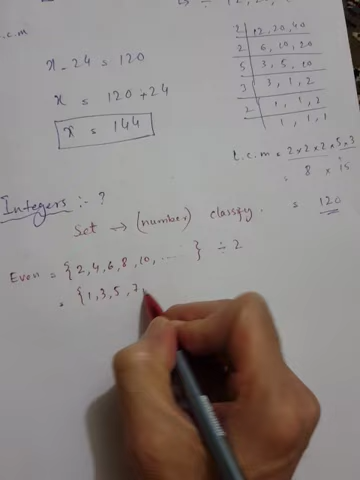 .c.m
x - 24 = 120
x = 120 + 24
x = 144
2 | 12, 20, 40
2 | 6, 10, 20
5 | 3, 5, 10
3 | 3, 1, 2
2 | 1, 1, 2
1, 1, 1
l.c.m = 2 x 2 x 2 x 5 x 3
= 8 x 15
= 120
Integers :- ?
Set → (number) classify.
Even = { 2, 4, 6, 8, 10, ... } ÷ 2
= { 1, 3, 5, 7,